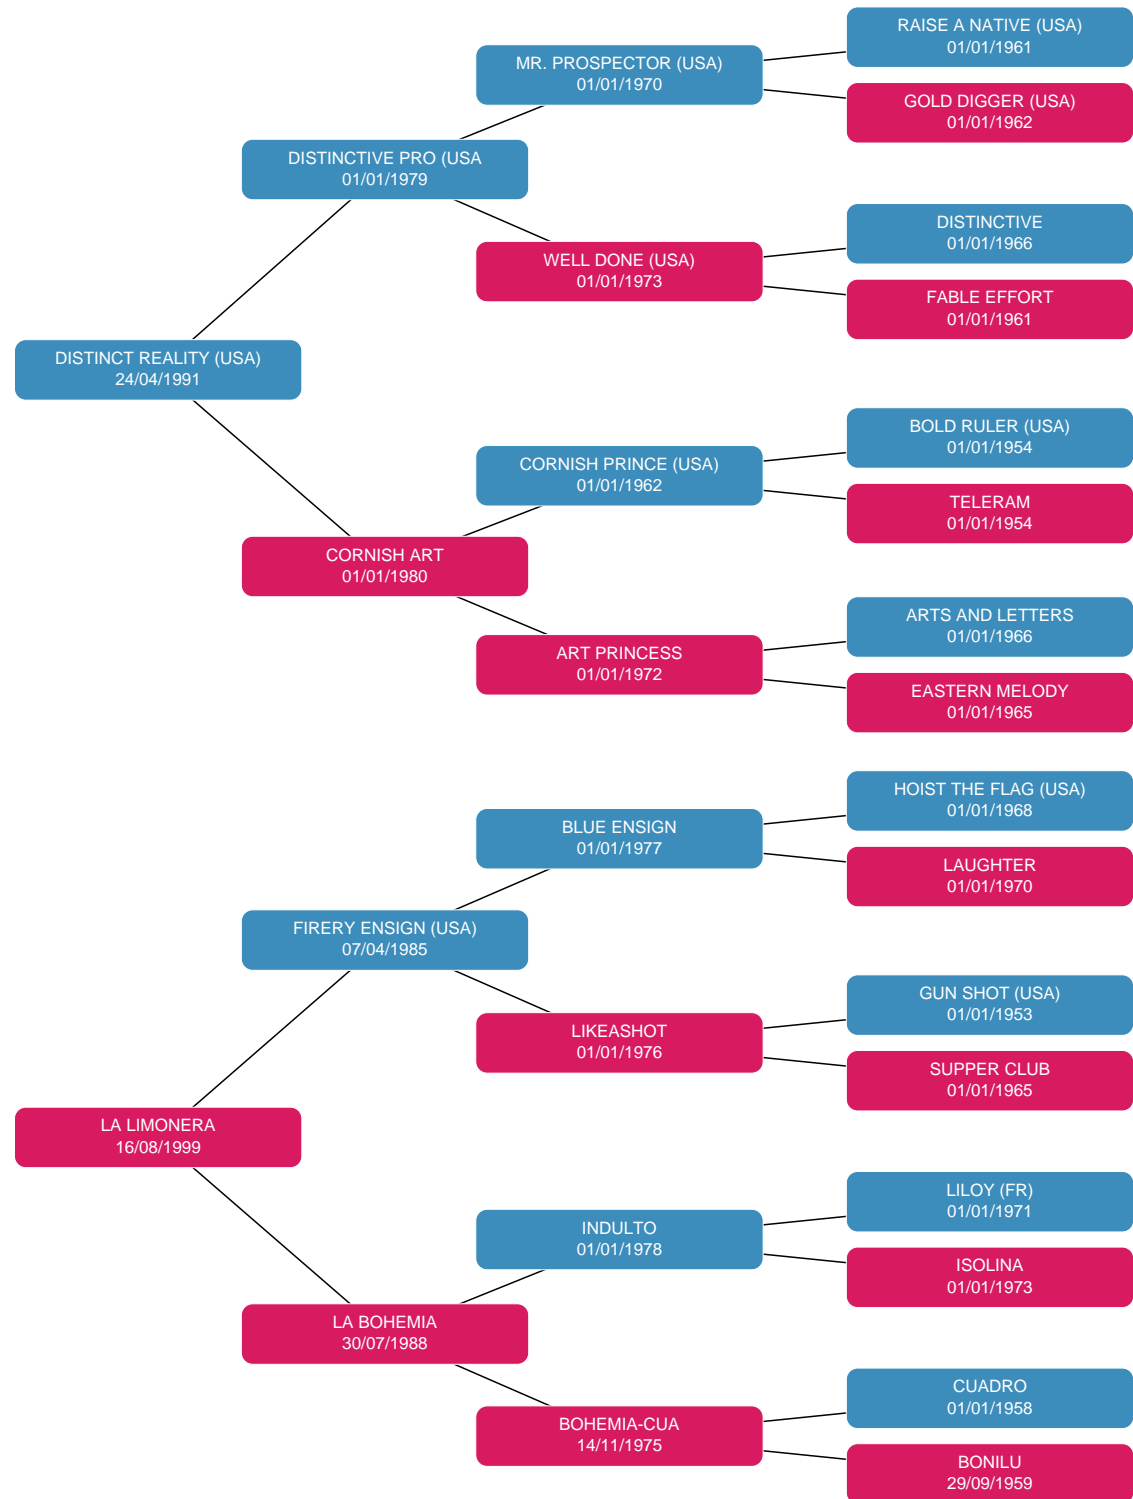 RAISE A NATIVE (USA)
01/01/1961
MR. PROSPECTOR (USA)
01/01/1970
GOLD DIGGER (USA)
01/01/1962
DISTINCTIVE PRO (USA
01/01/1979
DISTINCTIVE
01/01/1966
WELL DONE (USA)
01/01/1973
FABLE EFFORT
01/01/1961
DISTINCT REALITY (USA)
24/04/1991
BOLD RULER (USA)
01/01/1954
CORNISH PRINCE (USA)
01/01/1962
TELERAM
01/01/1954
CORNISH ART
01/01/1980
ARTS AND LETTERS
01/01/1966
ART PRINCESS
01/01/1972
EASTERN MELODY
01/01/1965
HOIST THE FLAG (USA)
01/01/1968
BLUE ENSIGN
01/01/1977
LAUGHTER
01/01/1970
FIRERY ENSIGN (USA)
07/04/1985
GUN SHOT (USA)
01/01/1953
LIKEASHOT
01/01/1976
SUPPER CLUB
01/01/1965
LA LIMONERA
16/08/1999
LILOY (FR)
01/01/1971
INDULTO
01/01/1978
ISOLINA
01/01/1973
LA BOHEMIA
30/07/1988
CUADRO
01/01/1958
BOHEMIA-CUA
14/11/1975
BONILU
29/09/1959